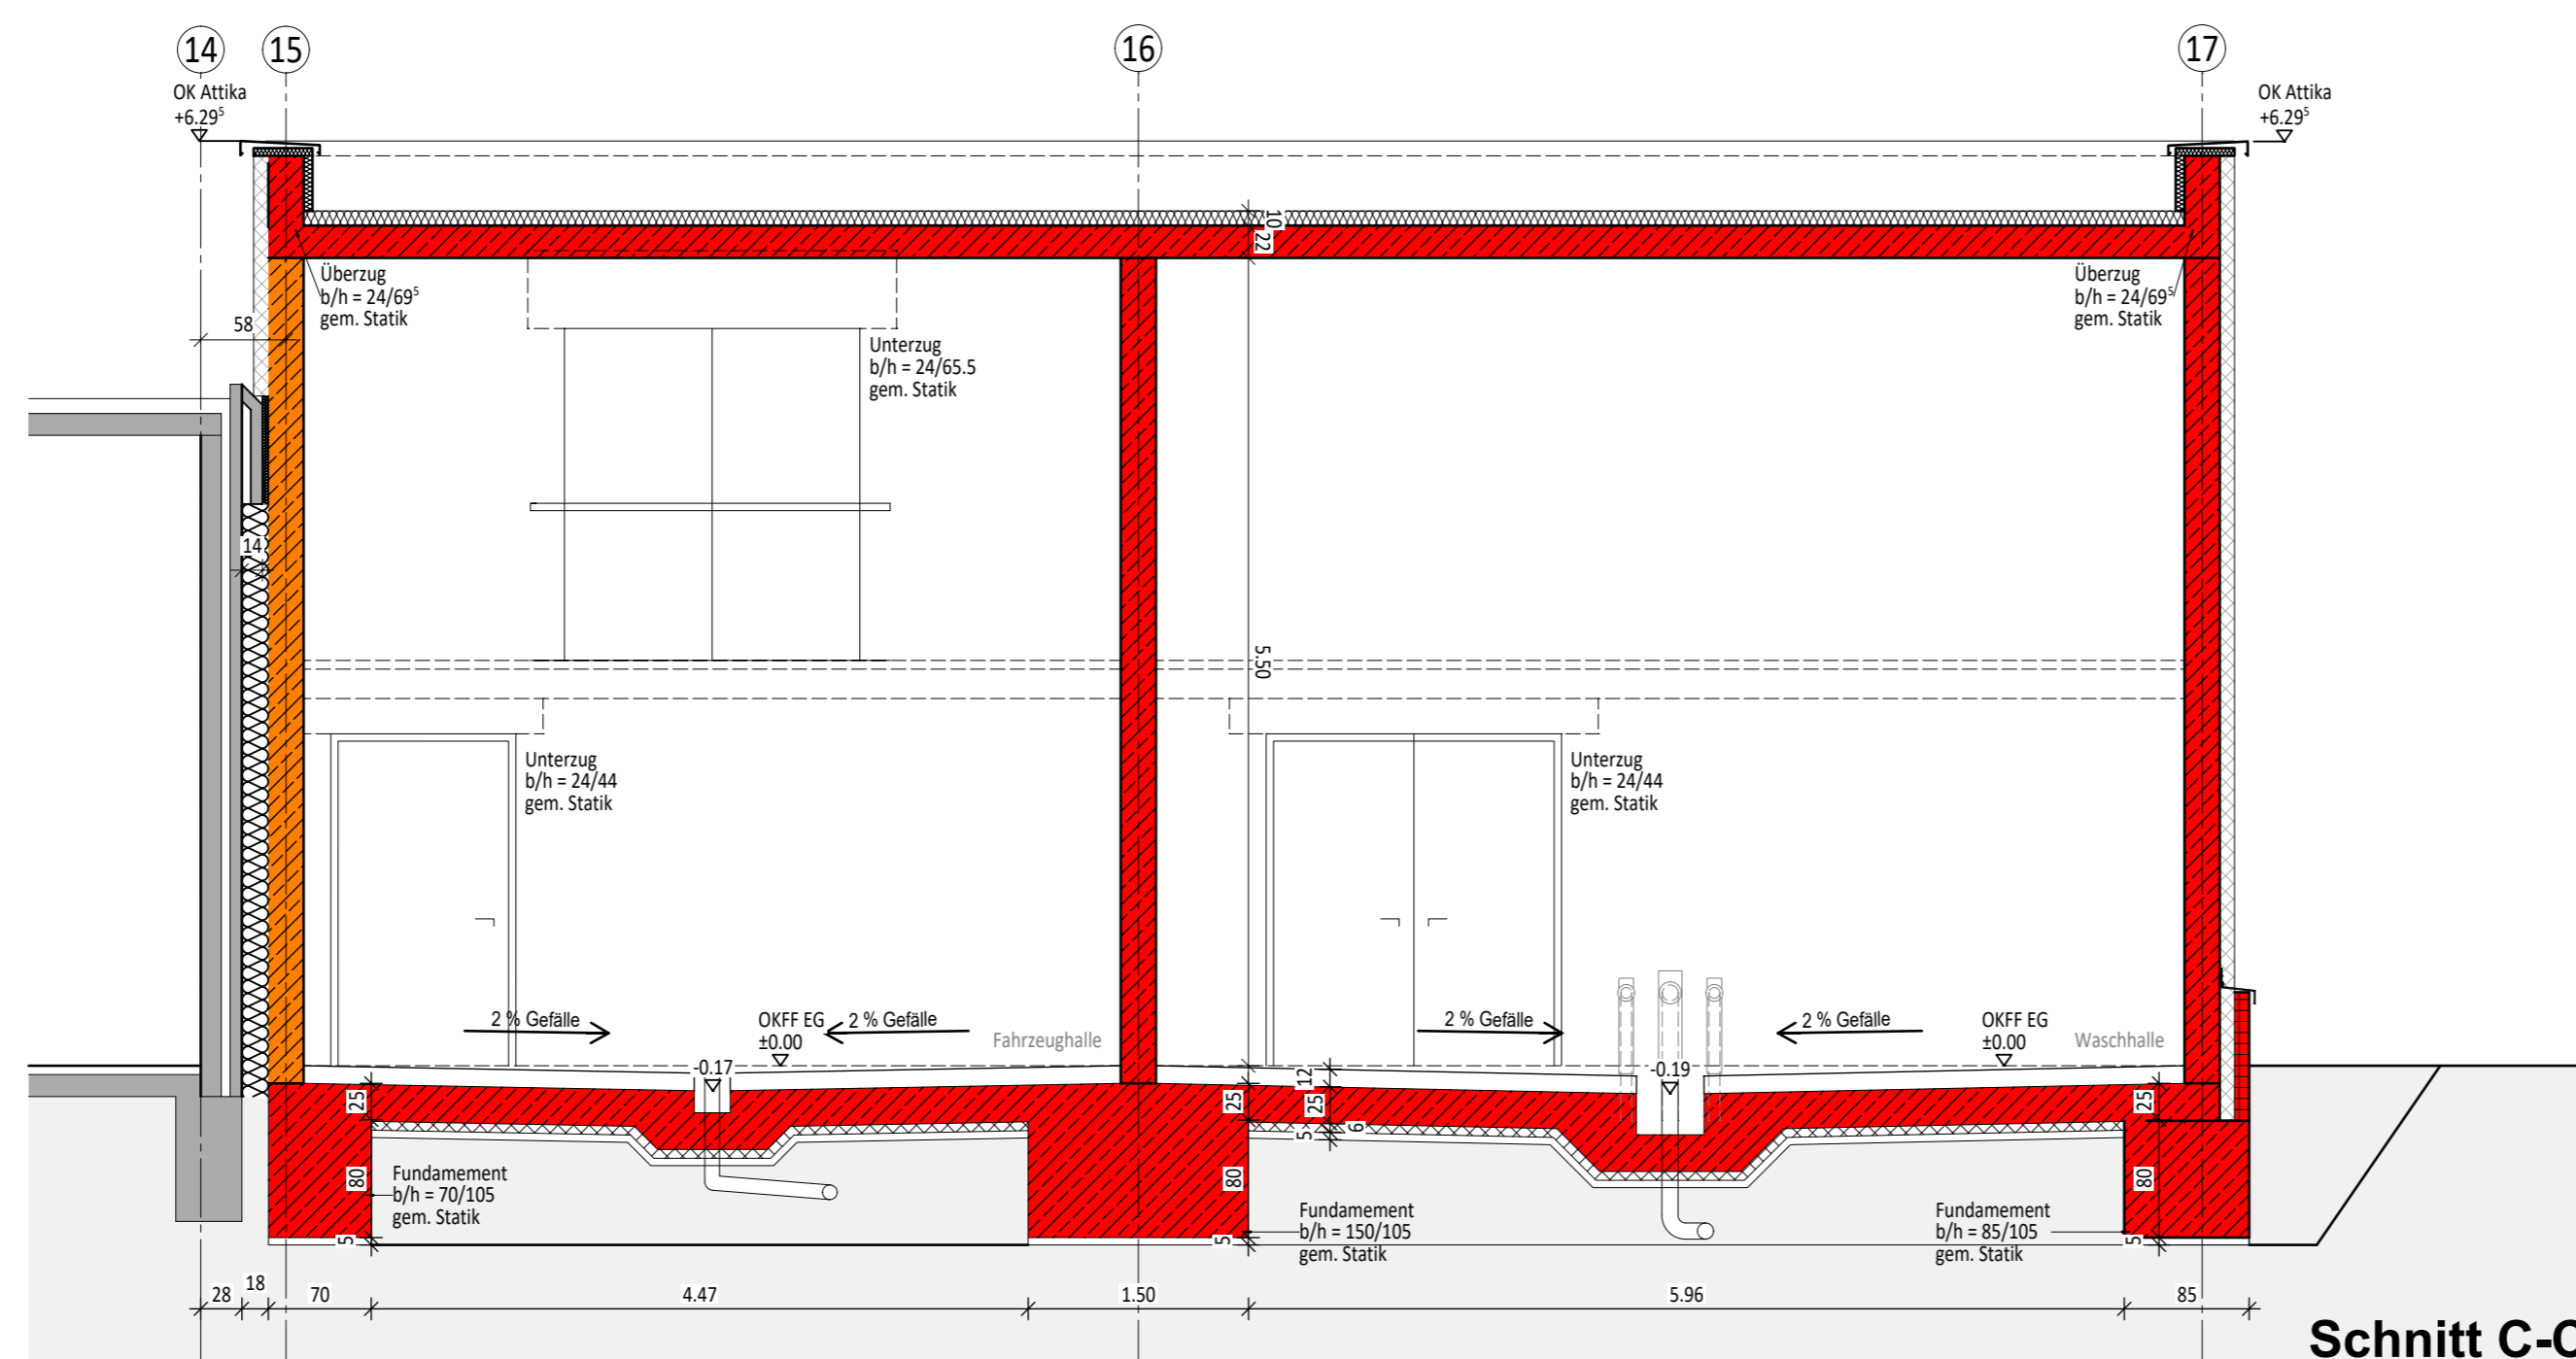 14
15
16
17
OK Attika
+6.29⁵
OK Attika
+6.29⁵
10
22
Überzug
b/h = 24/69⁵
gem. Statik
Überzug
b/h = 24/69⁵
gem. Statik
58
Unterzug
b/h = 24/65.5
gem. Statik
14
5.50
Unterzug
b/h = 24/44
gem. Statik
Unterzug
b/h = 24/44
gem. Statik
2 % Gefälle
OKFF EG
±0.00
2 % Gefälle
Fahrzeughalle
2 % Gefälle
2 % Gefälle
OKFF EG
±0.00
Waschhalle
-0.17
-0.19
12
25
25
25
25
5
6
80
80
80
Fundamement
b/h = 70/105
gem. Statik
Fundamement
b/h = 150/105
gem. Statik
Fundamement
b/h = 85/105
gem. Statik
5
5
5
28
18
70
4.47
1.50
5.96
85
Schnitt C-C